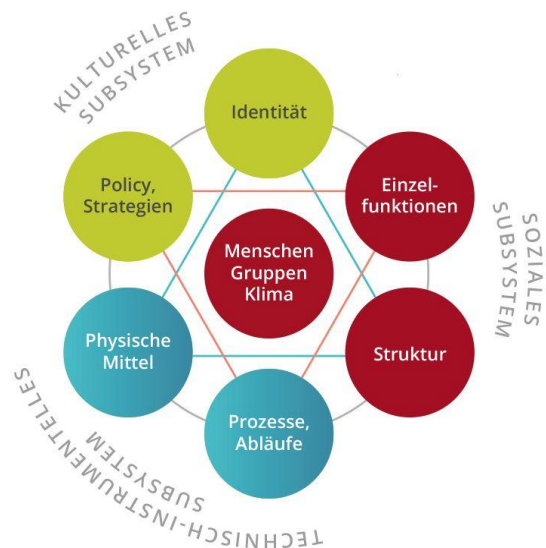 KULTURELLES
SUBSYSTEM
Identität
Policy,
Strategien
Einzel-
funktionen
Menschen
Gruppen
Klima
SOZIALES
SUBSYSTEM
Physische
Mittel
Struktur
Prozesse,
Abläufe
TECHNISCH-INSTRUMENTELLES
SUBSYSTEM